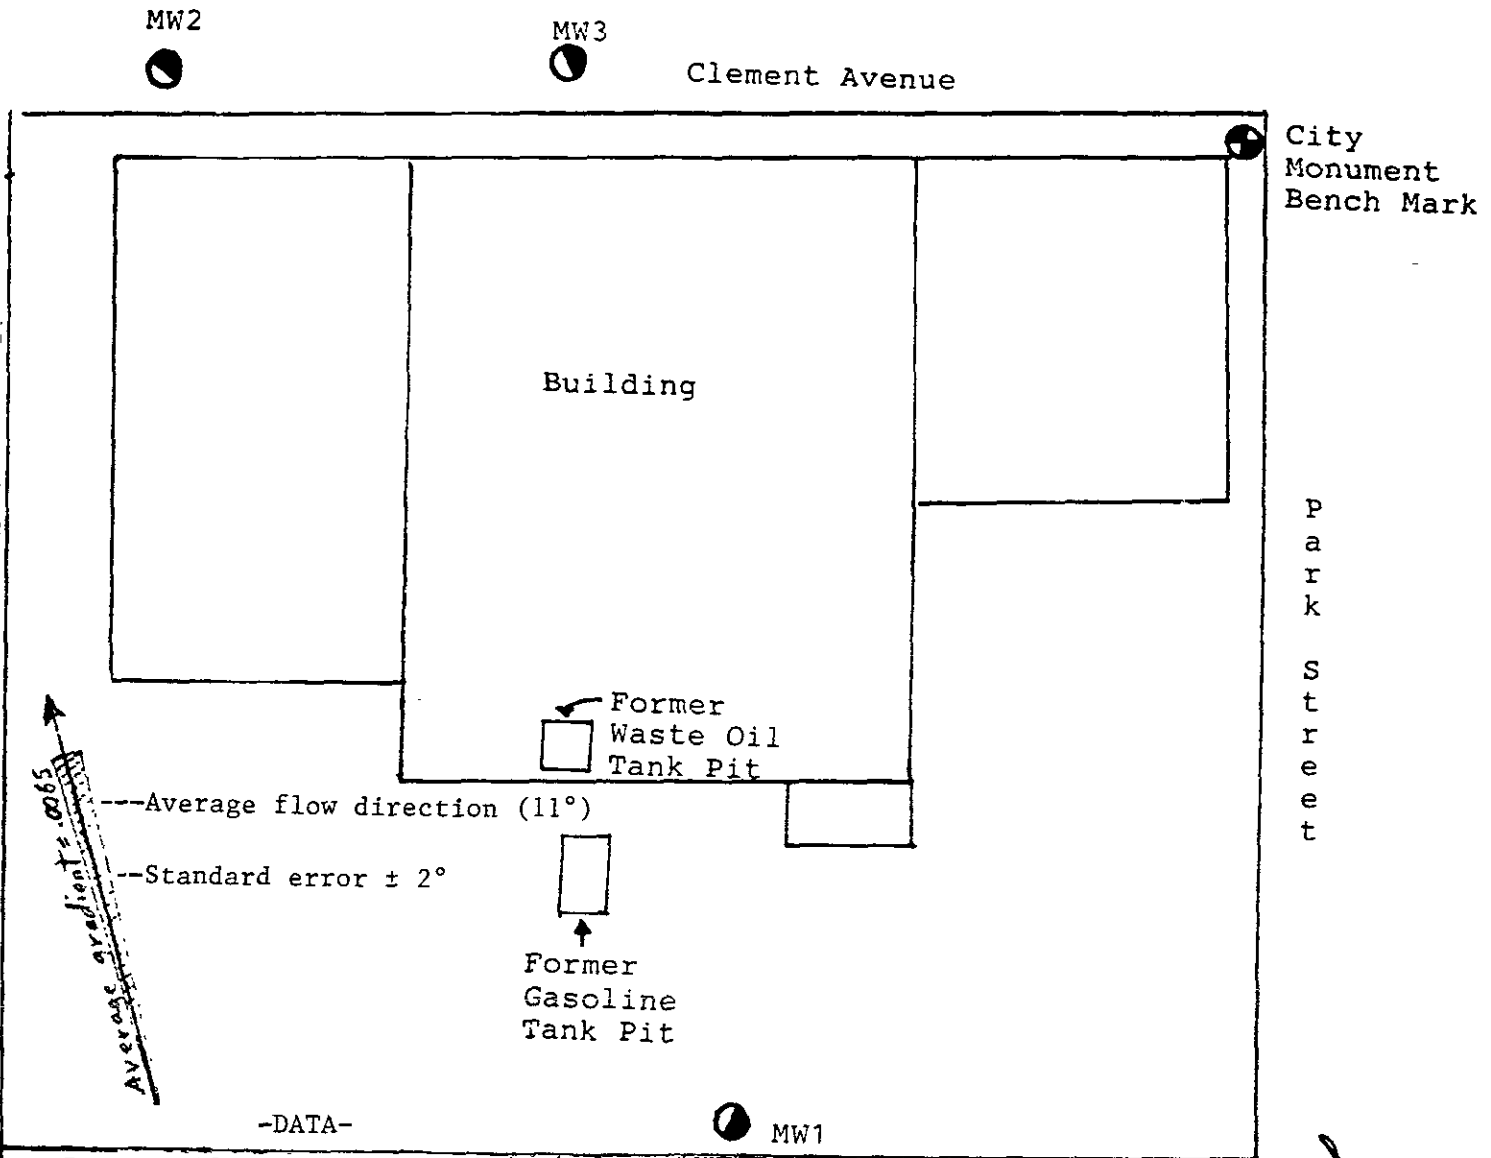 MW2
MW3
Clement Avenue
City
Monument
Bench Mark
Building
Park Street
Former
Waste Oil
Tank Pit
---Average flow direction (11°)
--Standard error ± 2°
Average gradient = .0065
Former
Gasoline
Tank Pit
-DATA-
MW1